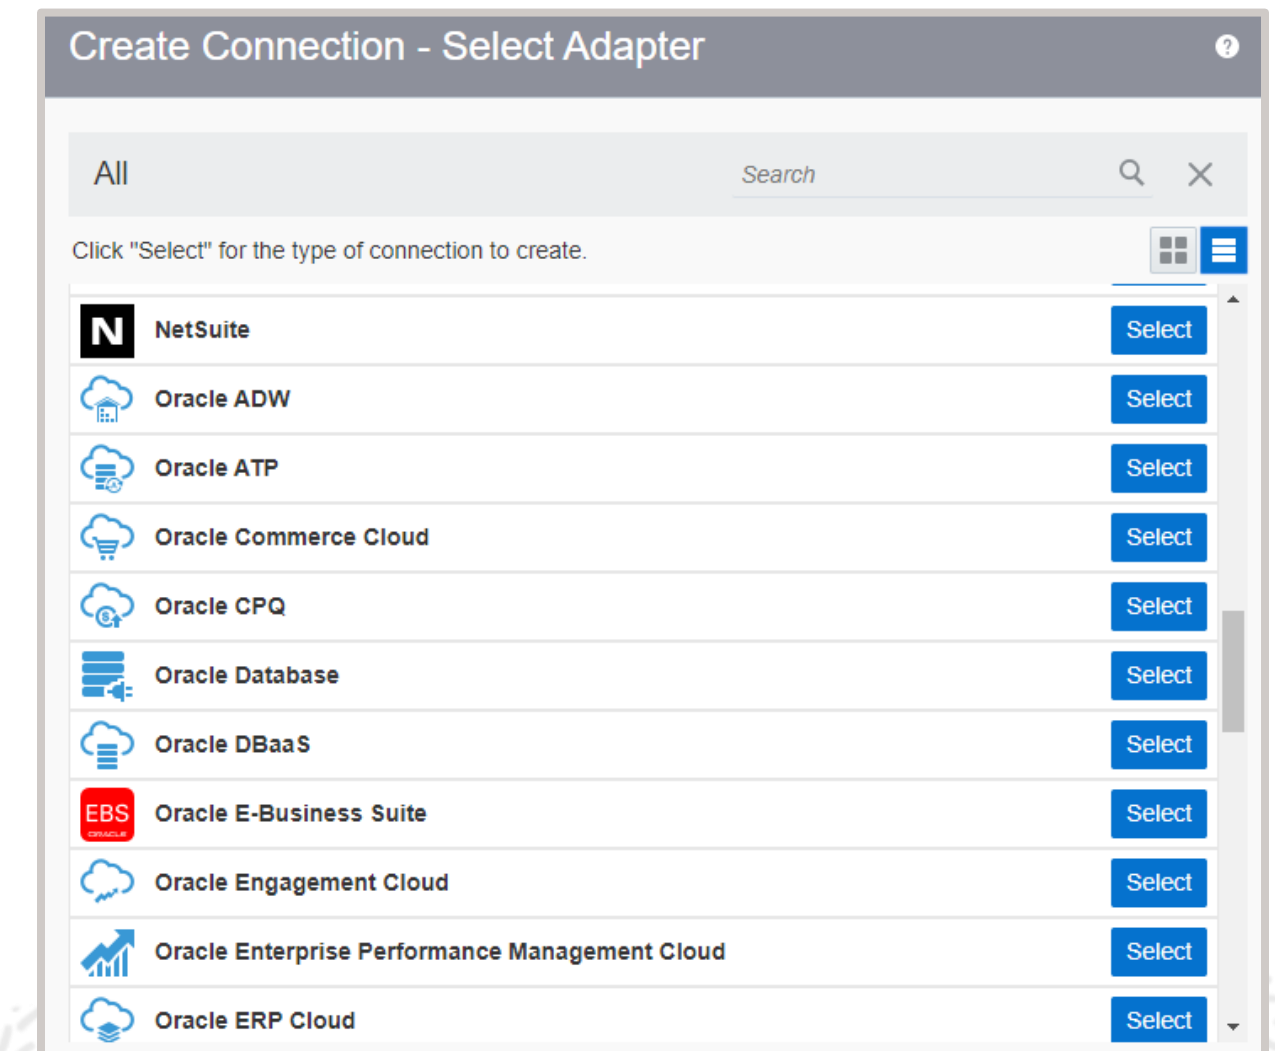 Create Connection - Select Adapter
?
All
Search
Click "Select" for the type of connection to create.
N NetSuite Select
Oracle ADW Select
Oracle ATP Select
Oracle Commerce Cloud Select
$ Oracle CPQ Select
Oracle Database Select
Oracle DBaaS Select
EBS
ORACLE
Oracle E-Business Suite Select
Oracle Engagement Cloud Select
Oracle Enterprise Performance Management Cloud Select
Oracle ERP Cloud Select